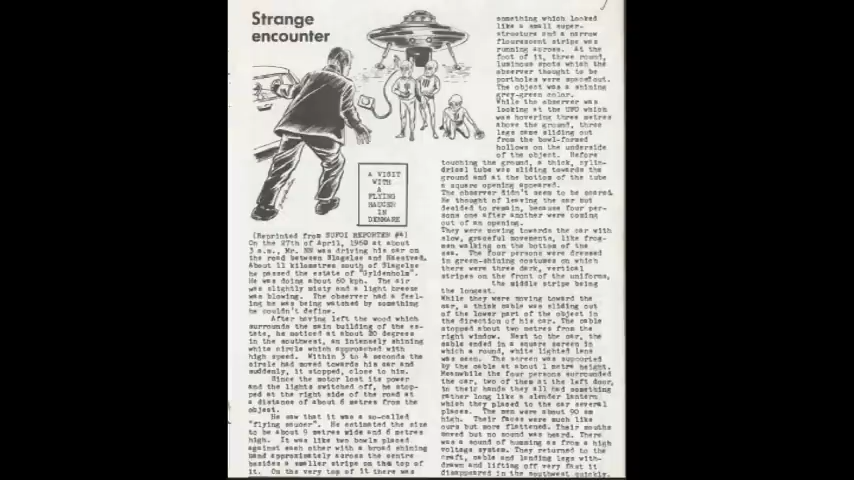 Strange
encounter
A VISIT
WITH
A
FLYING
SAUCER
IN
DENMARK
(Reprinted from SUFOI REPORTER #4)
On the 27th of April, 1960 at about
3 a.m., Mr. NN was driving his car on
the road between Slagelse and Naestved.
About 11 kilometres south of Slagelse
he passed the estate of "Gyldenholm".
He was doing about 60 kph. The air
was slightly misty and a light breeze
was blowing. The observer had a feel-
ing he was being watched by something
he couldn't define.
After having left the wood which
surrounds the main building of the es-
tate, he noticed at about 20 degrees
in the southwest, an intensely shining
white circle which approached with
high speed. Within 3 to 4 seconds the
circle had moved towards his car and
suddenly, it stopped, close to him.
Since the motor lost its power
and the lights switched off, he stop-
ped at the right side of the road at
a distance of about 6 metres from the
object.
He saw that it was a so-called
"flying saucer". He estimated the size
to be about 9 metres wide and 6 metres
high. It was like two bowls placed
against each other with a broad shining
band approximately across the centre
besides a smaller stripe on the top of
it. On the very top of it there was
something which looked
like a small super-
structure and a narrow
flourescent stripe was
running across. At the
foot of it, three round,
luminous spots which the
observer thought to be
portholes were spaced out.
The object was a shining
grey-green color.
While the observer was
looking at the UFO which
was hovering three metres
above the ground, three
legs came sliding out
from the bowl-formed
hollows on the underside
of the object. Before
touching the ground, a thick, cylin-
drical tube was sliding towards the
ground and at the bottom of the tube
a square opening appeared.
The observer didn't seem to be scared.
He thought of leaving the car but
decided to remain, because four per-
sons one after another were coming
out of an opening.
They were moving towards the car with
slow, graceful movements, like frog-
men walking on the bottom of the
sea. The four persons were dressed
in green-shining costumes on which
there were three dark, vertical
stripes on the front of the uniforms,
the middle stripe being
the longest.
While they were moving toward the
car, a thick cable was sliding out
of the lower part of the object in
the direction of his car. The cable
stopped about two metres from the
right window. Next to the car, the
cable ended in a square screen in
which a round, white lighted lens
was seen. The screen was supported
by the cable at about 1 metre height.
Meanwhile the four persons surrounded
the car, two of them at the left door,
in their hands they all had something
rather long like a slender lantern
which they placed to the car several
places. The men were about 90 cm
high. Their faces were much like
ours but more flattened. Their mouths
moved but no sound was heard. There
was a sound of humming as from a high
voltage system. They returned to the
craft, cable and landing legs with-
drawn and lifting off very fast it
disappeared in the southwest quickly.